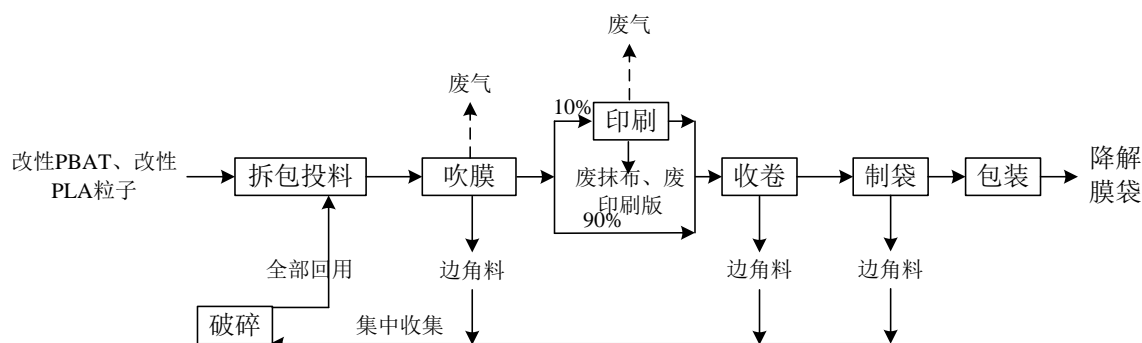 废气
废气
10%
印刷
改性PBAT、改性
PLA粒子
拆包投料
吹膜
废抹布、废
印刷版
90%
收卷
制袋
包装
降解
膜袋
全部回用
边角料
边角料
边角料
破碎
集中收集